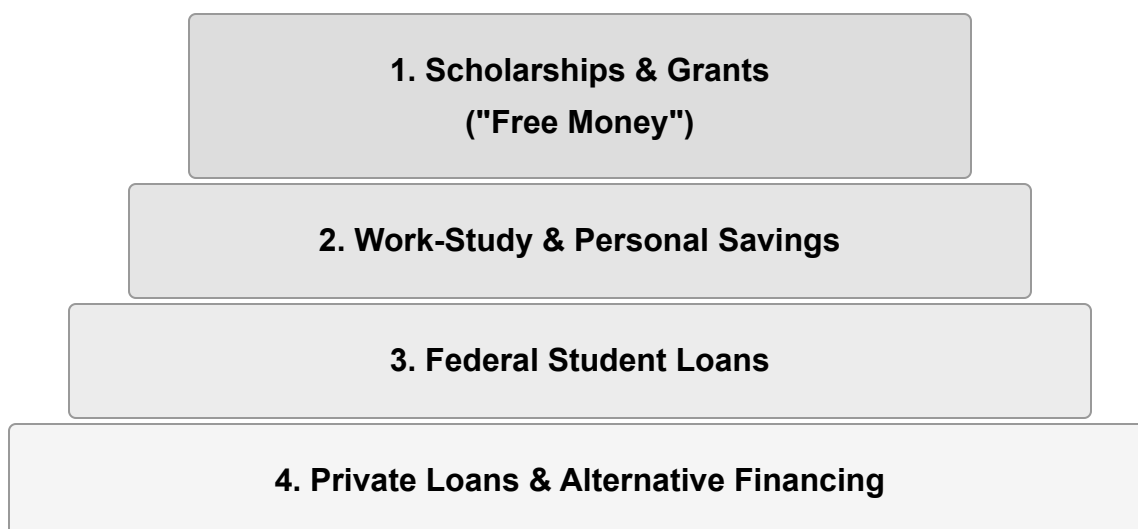 1. Scholarships & Grants
("Free Money")
2. Work-Study & Personal Savings
3. Federal Student Loans
4. Private Loans & Alternative Financing